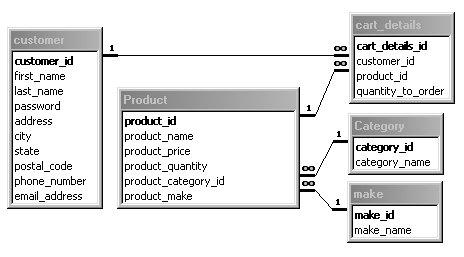 customer
customer_id
first_name
last_name
password
address
city
state
postal_code
phone_number
email_address
1
∞
∞
cart_details
cart_details_id
customer_id
product_id
quantity_to_order
Product
product_id
product_name
product_price
product_quantity
product_category_id
product_make
1
∞
∞
1
Category
category_id
category_name
1
make
make_id
make_name